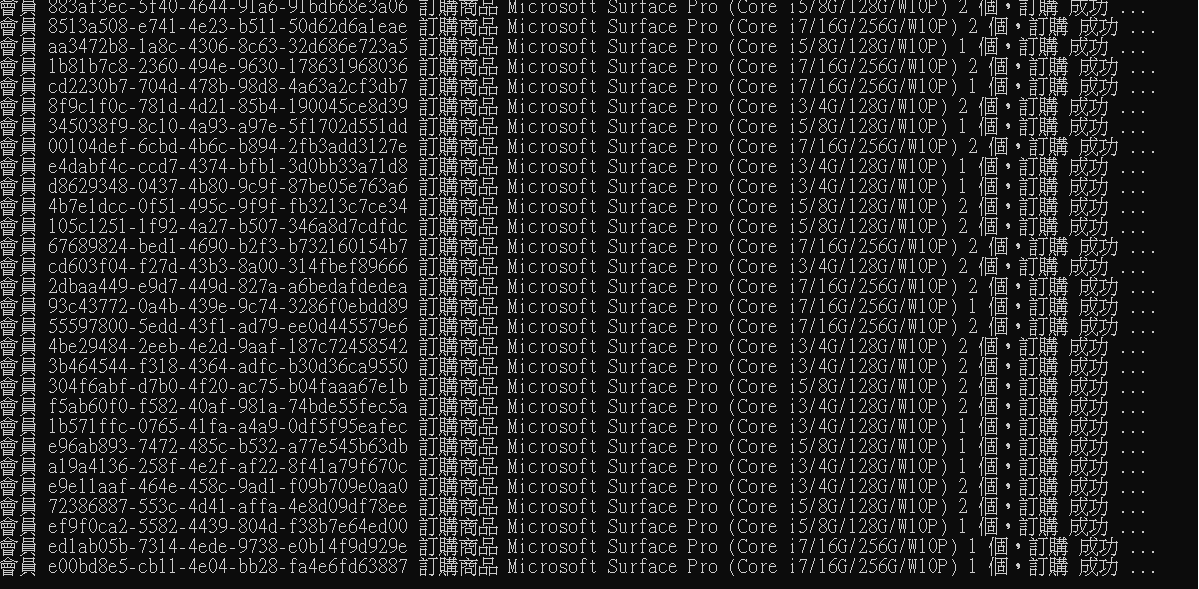 會員 883af3ec-5f40-4644-91a6-91bdb68e3a06 訂購商品 Microsoft Surface Pro (Core i5/8G/128G/W10P) 2 個，訂購 成功 ...
會員 8513a508-e741-4e23-b511-50d62d6a1eae 訂購商品 Microsoft Surface Pro (Core i7/16G/256G/W10P) 2 個，訂購 成功 ...
會員 aa3472b8-1a8c-4306-8c63-32d686e723a5 訂購商品 Microsoft Surface Pro (Core i5/8G/128G/W10P) 1 個，訂購 成功 ...
會員 1b81b7c8-2360-494e-9630-178631968036 訂購商品 Microsoft Surface Pro (Core i7/16G/256G/W10P) 2 個，訂購 成功 ...
會員 cd2230b7-704d-478b-98d8-4a63a2cf3db7 訂購商品 Microsoft Surface Pro (Core i7/16G/256G/W10P) 1 個，訂購 成功 ...
會員 8f9c1f0c-781d-4d21-85b4-190045ce8d39 訂購商品 Microsoft Surface Pro (Core i3/4G/128G/W10P) 2 個，訂購 成功 ...
會員 345038f9-8c10-4a93-a97e-5f1702d551dd 訂購商品 Microsoft Surface Pro (Core i5/8G/128G/W10P) 1 個，訂購 成功 ...
會員 00104def-6cbd-4b6c-b894-2fb3add3127e 訂購商品 Microsoft Surface Pro (Core i7/16G/256G/W10P) 2 個，訂購 成功 ...
會員 e4dabf4c-ccd7-4374-bfb1-3d0bb33a71d8 訂購商品 Microsoft Surface Pro (Core i3/4G/128G/W10P) 1 個，訂購 成功 ...
會員 d8629348-0437-4b80-9c9f-87be05e763a6 訂購商品 Microsoft Surface Pro (Core i3/4G/128G/W10P) 1 個，訂購 成功 ...
會員 4b7e1dcc-0f51-495c-9f9f-fb3213c7ce34 訂購商品 Microsoft Surface Pro (Core i5/8G/128G/W10P) 2 個，訂購 成功 ...
會員 105c1251-1f92-4a27-b507-346a8d7cdfdc 訂購商品 Microsoft Surface Pro (Core i5/8G/128G/W10P) 2 個，訂購 成功 ...
會員 67689824-bed1-4690-b2f3-b732160154b7 訂購商品 Microsoft Surface Pro (Core i7/16G/256G/W10P) 2 個，訂購 成功 ...
會員 cd603f04-f27d-43b3-8a00-314fbef89666 訂購商品 Microsoft Surface Pro (Core i3/4G/128G/W10P) 2 個，訂購 成功 ...
會員 2dbaa449-e9d7-449d-827a-a6bedafdedea 訂購商品 Microsoft Surface Pro (Core i7/16G/256G/W10P) 2 個，訂購 成功 ...
會員 93c43772-0a4b-439e-9c74-3286f0ebdd89 訂購商品 Microsoft Surface Pro (Core i7/16G/256G/W10P) 1 個，訂購 成功 ...
會員 55597800-5edd-43f1-ad79-ee0d445579e6 訂購商品 Microsoft Surface Pro (Core i7/16G/256G/W10P) 2 個，訂購 成功 ...
會員 4be29484-2eeb-4e2d-9aaf-187c72458542 訂購商品 Microsoft Surface Pro (Core i3/4G/128G/W10P) 2 個，訂購 成功 ...
會員 3b464544-f318-4364-adfc-b30d36ca9550 訂購商品 Microsoft Surface Pro (Core i3/4G/128G/W10P) 2 個，訂購 成功 ...
會員 304f6abf-d7b0-4f20-ac75-b04faaa67e1b 訂購商品 Microsoft Surface Pro (Core i5/8G/128G/W10P) 2 個，訂購 成功 ...
會員 f5ab60f0-f582-40af-981a-74bde55fec5a 訂購商品 Microsoft Surface Pro (Core i3/4G/128G/W10P) 2 個，訂購 成功 ...
會員 1b571ffc-0765-41fa-a4a9-0df5f95eafec 訂購商品 Microsoft Surface Pro (Core i3/4G/128G/W10P) 1 個，訂購 成功 ...
會員 e96ab893-7472-485c-b532-a77e545b63db 訂購商品 Microsoft Surface Pro (Core i5/8G/128G/W10P) 1 個，訂購 成功 ...
會員 a19a4136-258f-4e2f-af22-8f41a79f670c 訂購商品 Microsoft Surface Pro (Core i3/4G/128G/W10P) 1 個，訂購 成功 ...
會員 e9e11aaf-464e-458c-9ad1-f09b709e0aa0 訂購商品 Microsoft Surface Pro (Core i3/4G/128G/W10P) 2 個，訂購 成功 ...
會員 72386887-553c-4d41-affa-4e8d09df78ee 訂購商品 Microsoft Surface Pro (Core i5/8G/128G/W10P) 2 個，訂購 成功 ...
會員 ef9f0ca2-5582-4439-804d-f38b7e64ed00 訂購商品 Microsoft Surface Pro (Core i5/8G/128G/W10P) 1 個，訂購 成功 ...
會員 ed1ab05b-7314-4ede-9738-e0b14f9d929e 訂購商品 Microsoft Surface Pro (Core i7/16G/256G/W10P) 1 個，訂購 成功 ...
會員 e00bd8e5-cb11-4e04-bb28-fa4e6fd63887 訂購商品 Microsoft Surface Pro (Core i7/16G/256G/W10P) 1 個，訂購 成功 ...